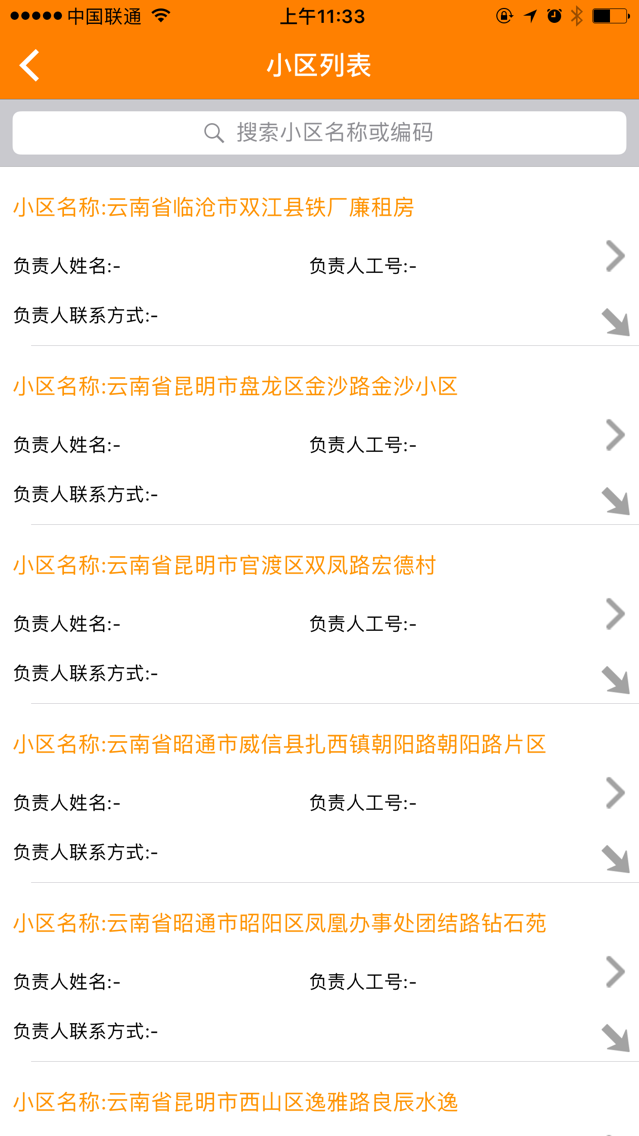 中国联通 上午11:33
小区列表
搜索小区名称或编码
小区名称:云南省临沧市双江县铁厂廉租房
负责人姓名:- 负责人工号:-
负责人联系方式:-
小区名称:云南省昆明市盘龙区金沙路金沙小区
负责人姓名:- 负责人工号:-
负责人联系方式:-
小区名称:云南省昆明市官渡区双凤路宏德村
负责人姓名:- 负责人工号:-
负责人联系方式:-
小区名称:云南省昭通市威信县扎西镇朝阳路朝阳路片区
负责人姓名:- 负责人工号:-
负责人联系方式:-
小区名称:云南省昭通市昭阳区凤凰办事处团结路钻石苑
负责人姓名:- 负责人工号:-
负责人联系方式:-
小区名称:云南省昆明市西山区逸雅路良辰水逸